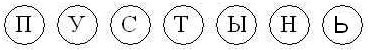 П У С Т Ы Н Ь